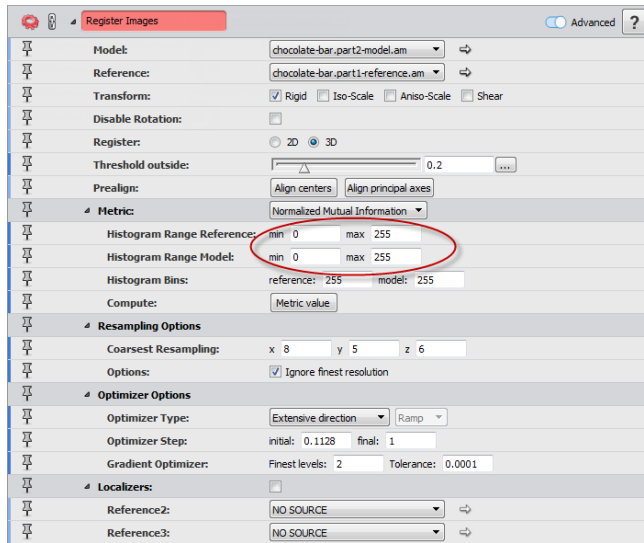 Register Images Advanced ?
Model: chocolate-bar.part2-model.am
Reference: chocolate-bar.part1-reference.am
Transform: Rigid Iso-Scale Aniso-Scale Shear
Disable Rotation:
Register: 2D 3D
Threshold outside: 0.2 ...
Prealign: Align centers Align principal axes
Metric: Normalized Mutual Information
Histogram Range Reference: min 0 max 255
Histogram Range Model: min 0 max 255
Histogram Bins: reference: 255 model: 255
Compute: Metric value
Resampling Options
Coarsest Resampling: x 8 y 5 z 6
Options: Ignore finest resolution
Optimizer Options
Optimizer Type: Extensive direction Ramp
Optimizer Step: initial: 0.1128 final: 1
Gradient Optimizer: Finest levels: 2 Tolerance: 0.0001
Localizers:
Reference2: NO SOURCE
Reference3: NO SOURCE